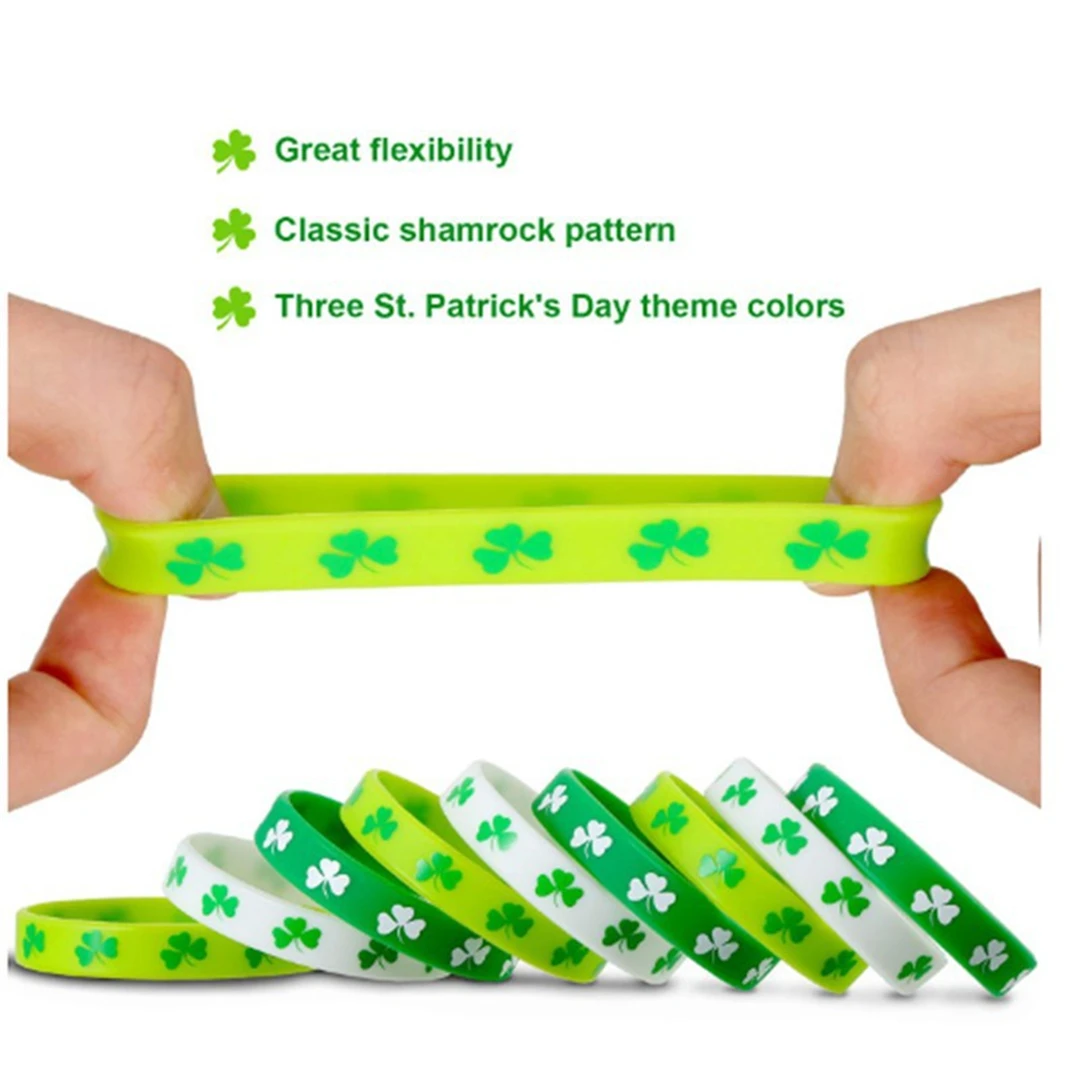 Great flexibility
Classic shamrock pattern
Three St. Patrick's Day theme colors